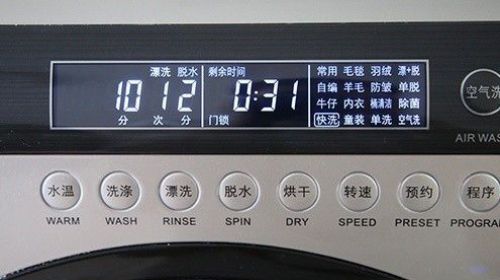 漂洗 脱水 剩余时间
1012 0:31
分 次 分 门锁
常用 毛毯 羽绒 漂+脱
自编 羊毛 防皱 单脱
牛仔 内衣 桶清洁 除菌
快洗 童装 单洗 空气洗
空气洗
AIR WAS
水温 洗涤 漂洗 脱水 烘干 转速 预约 程序
WARM WASH RINSE SPIN DRY SPEED PRESET PROGRA